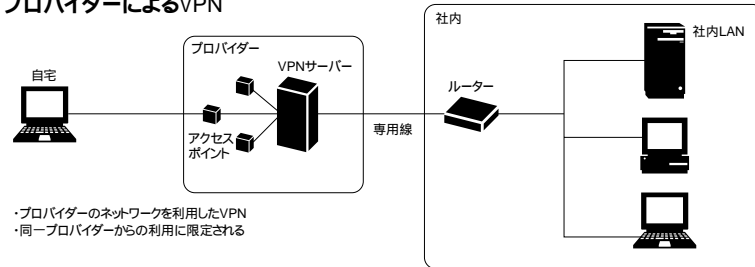 プロバイダーによるVPN
社内
プロバイダー
社内LAN
VPNサーバー
自宅
ルーター
アクセス
ポイント
専用線
・プロバイダーのネットワークを利用したVPN
・同一プロバイダーからの利用に限定される